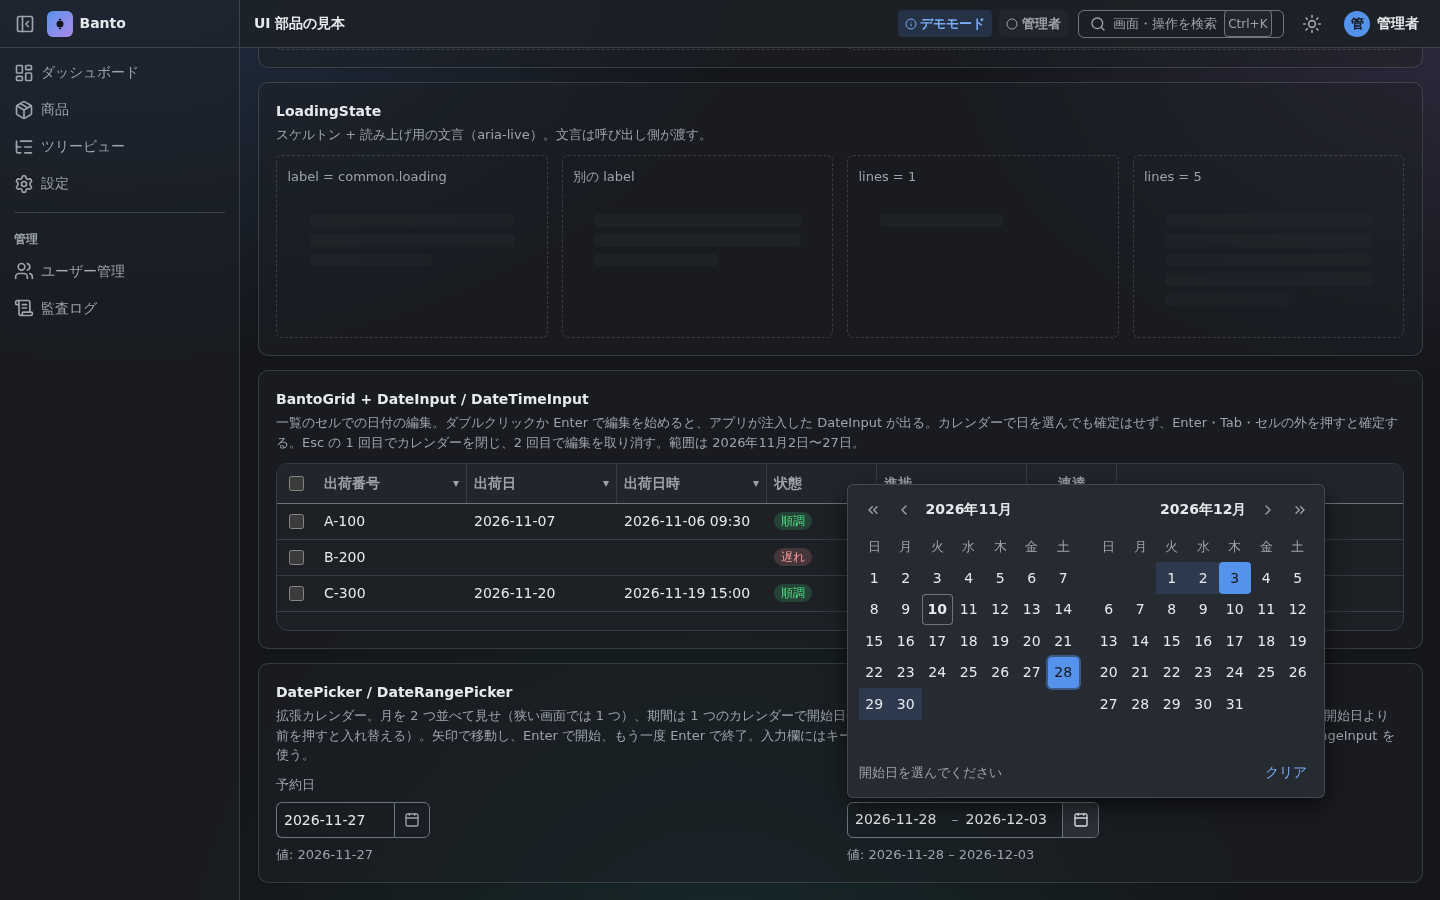 Banto
UI 部品の見本
デモモード
管理者
画面・操作を検索
Ctrl+K
管
管理者
ダッシュボード
商品
ツリービュー
設定
管理
ユーザー管理
監査ログ
LoadingState
スケルトン + 読み上げ用の文言（aria-live）。文言は呼び出し側が渡す。
label = common.loading
別の label
lines = 1
lines = 5
BantoGrid + DateInput / DateTimeInput
一覧のセルでの日付の編集。ダブルクリックか Enter で編集を始めると、アプリが注入した DateInput が出る。カレンダーで日を選んでも確定はせず、Enter・Tab・セルの外を押すと確定す
る。Esc の 1 回目でカレンダーを閉じ、2 回目で編集を取り消す。範囲は 2026年11月2日〜27日。
出荷番号 ▾ 出荷日 ▾ 出荷日時 ▾ 状態
A-100 2026-11-07 2026-11-06 09:30 順調
B-200 遅れ
C-300 2026-11-20 2026-11-19 15:00 順調
2026年11月 2026年12月
日 月 火 水 木 金 土 日 月 火 水 木 金 土
1 2 3 4 5 6 7 1 2 3 4 5
8 9 10 11 12 13 14 6 7 8 9 10 11 12
15 16 17 18 19 20 21 13 14 15 16 17 18 19
22 23 24 25 26 27 28 20 21 22 23 24 25 26
29 30 27 28 29 30 31
開始日を選んでください クリア
DatePicker / DateRangePicker
拡張カレンダー。月を 2 つ並べて見せ（狭い画面では 1 つ）、期間は 1 つのカレンダーで開始日 開始日より
前を押すと入れ替える）。矢印で移動し、Enter で開始、もう一度 Enter で終了。入力欄にはキー ngeInput を
使う。
予約日
2026-11-27
値: 2026-11-27
2026-11-28 – 2026-12-03
値: 2026-11-28 – 2026-12-03